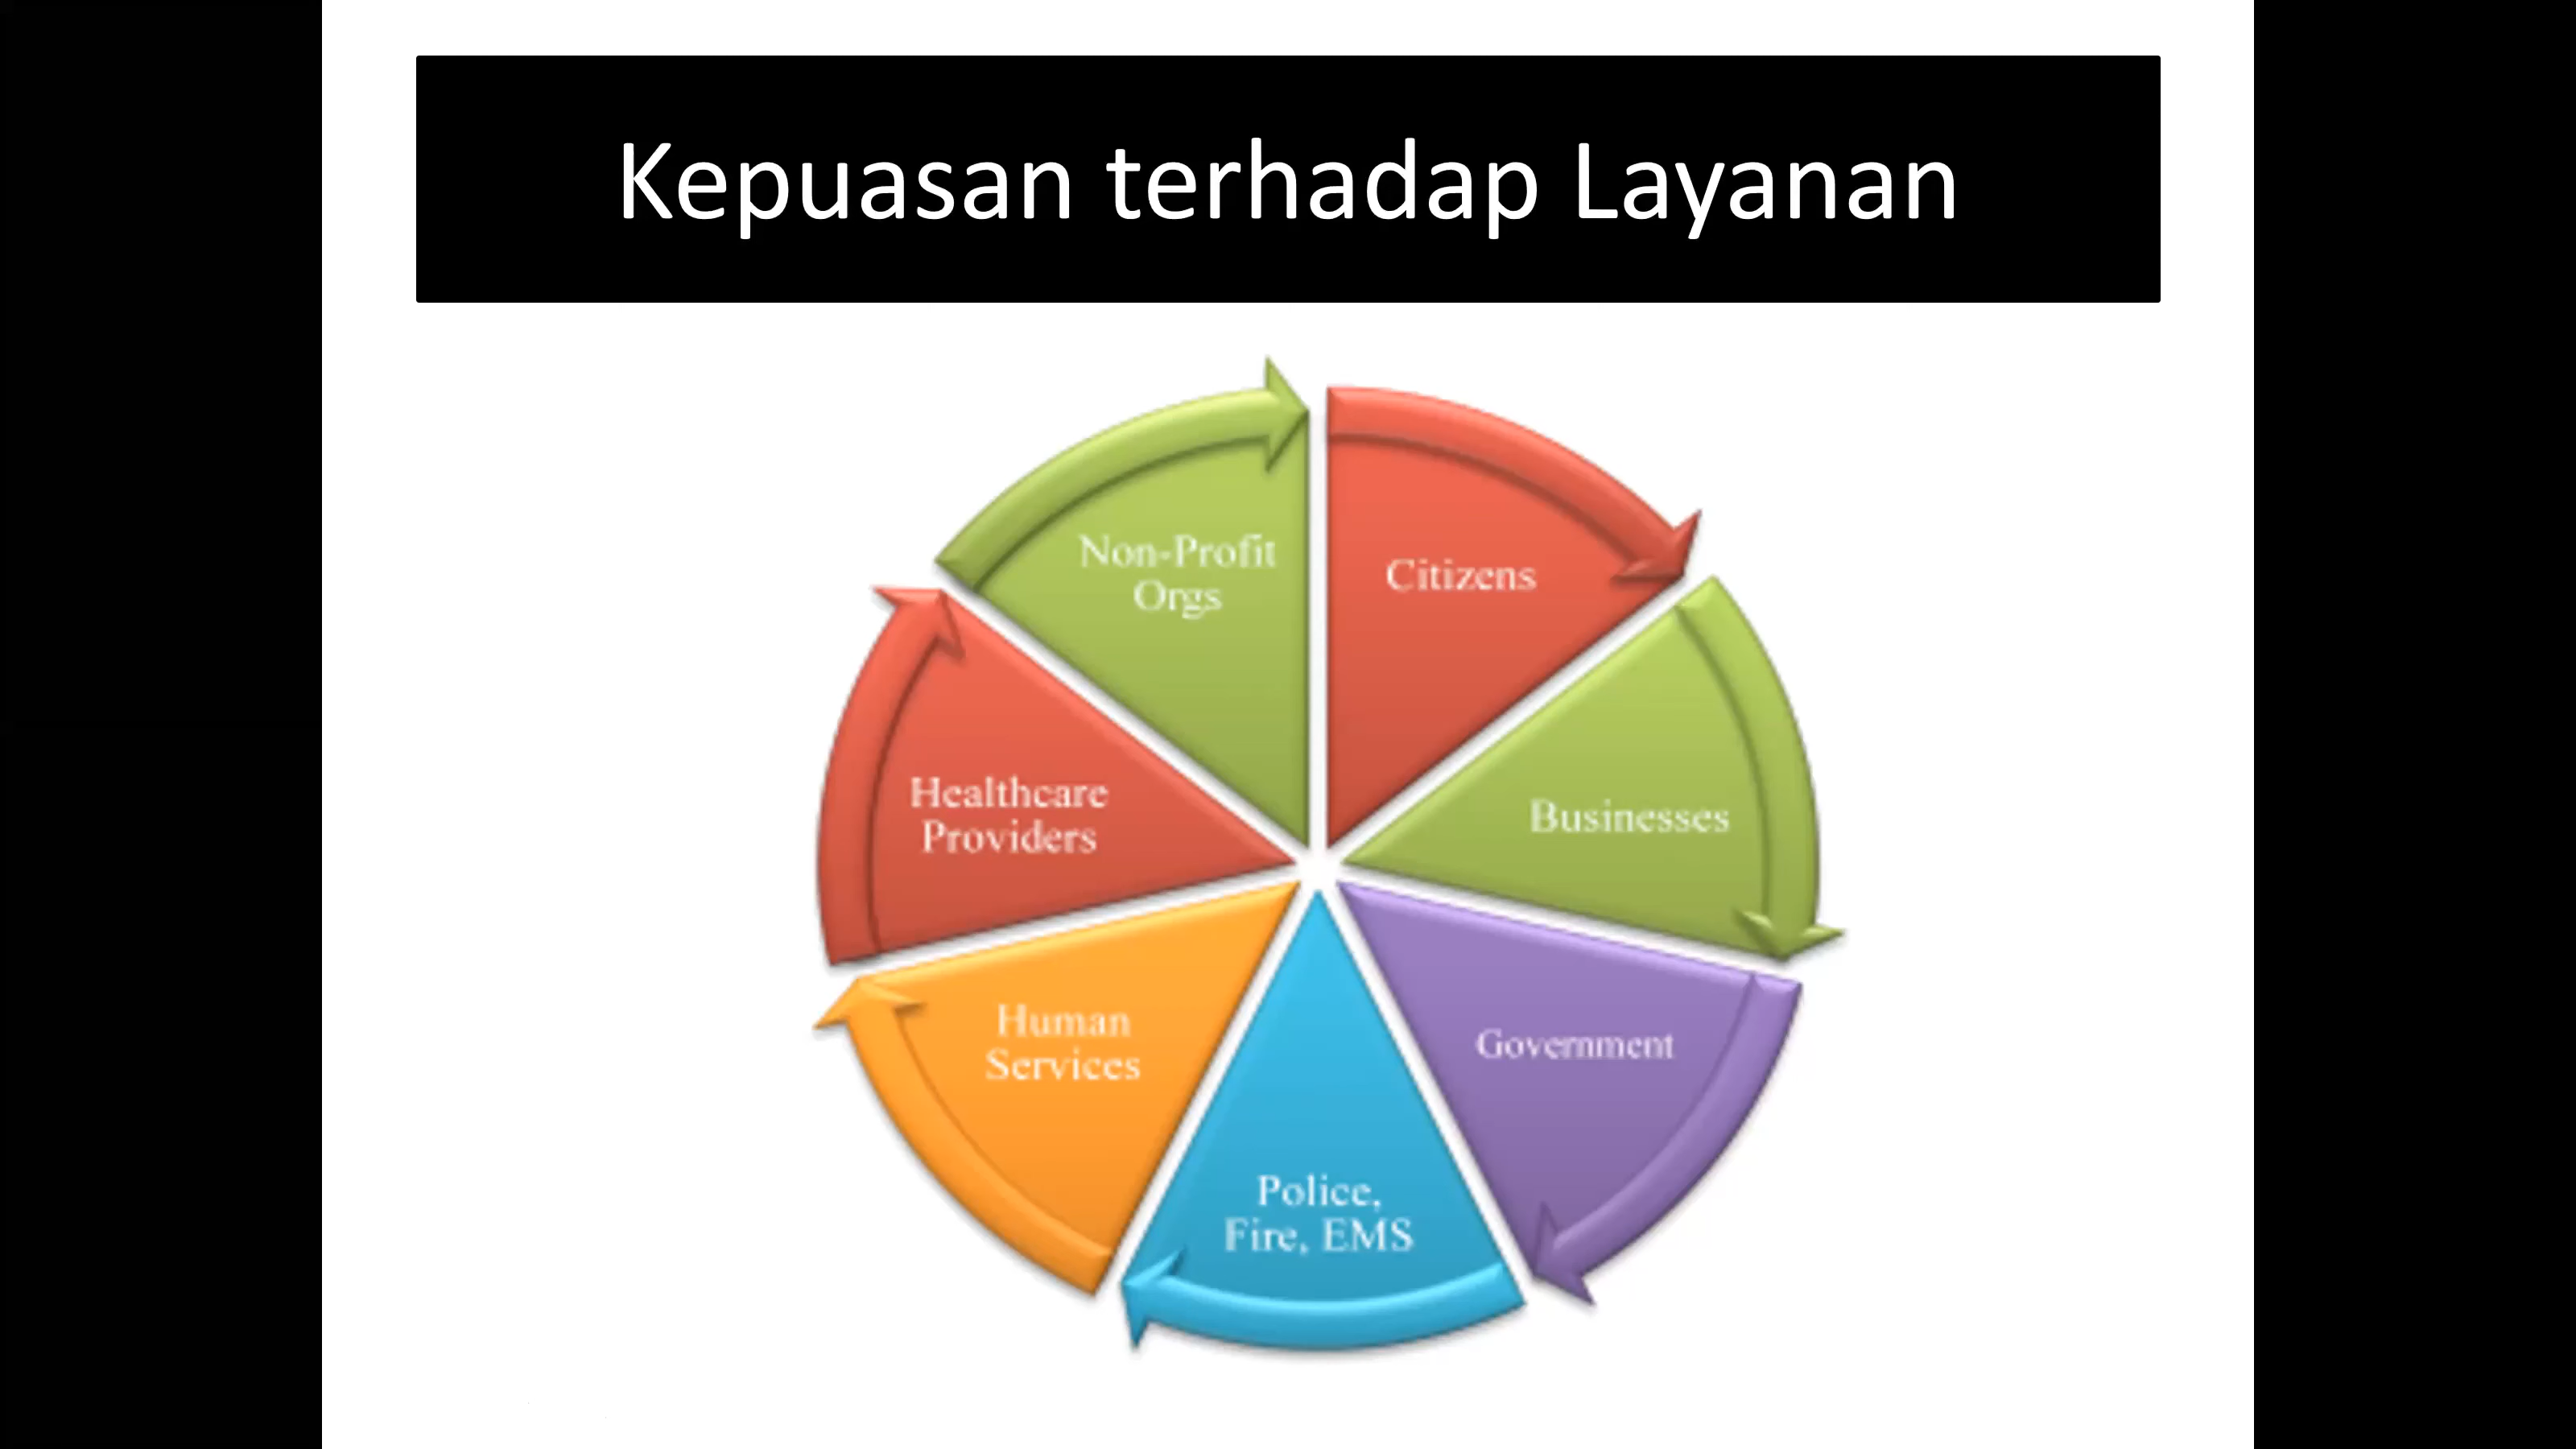 Kepuasan terhadap Layanan
Non-Profit
Orgs
Citizens
Healthcare
Providers
Businesses
Human
Services
Government
Police,
Fire, EMS